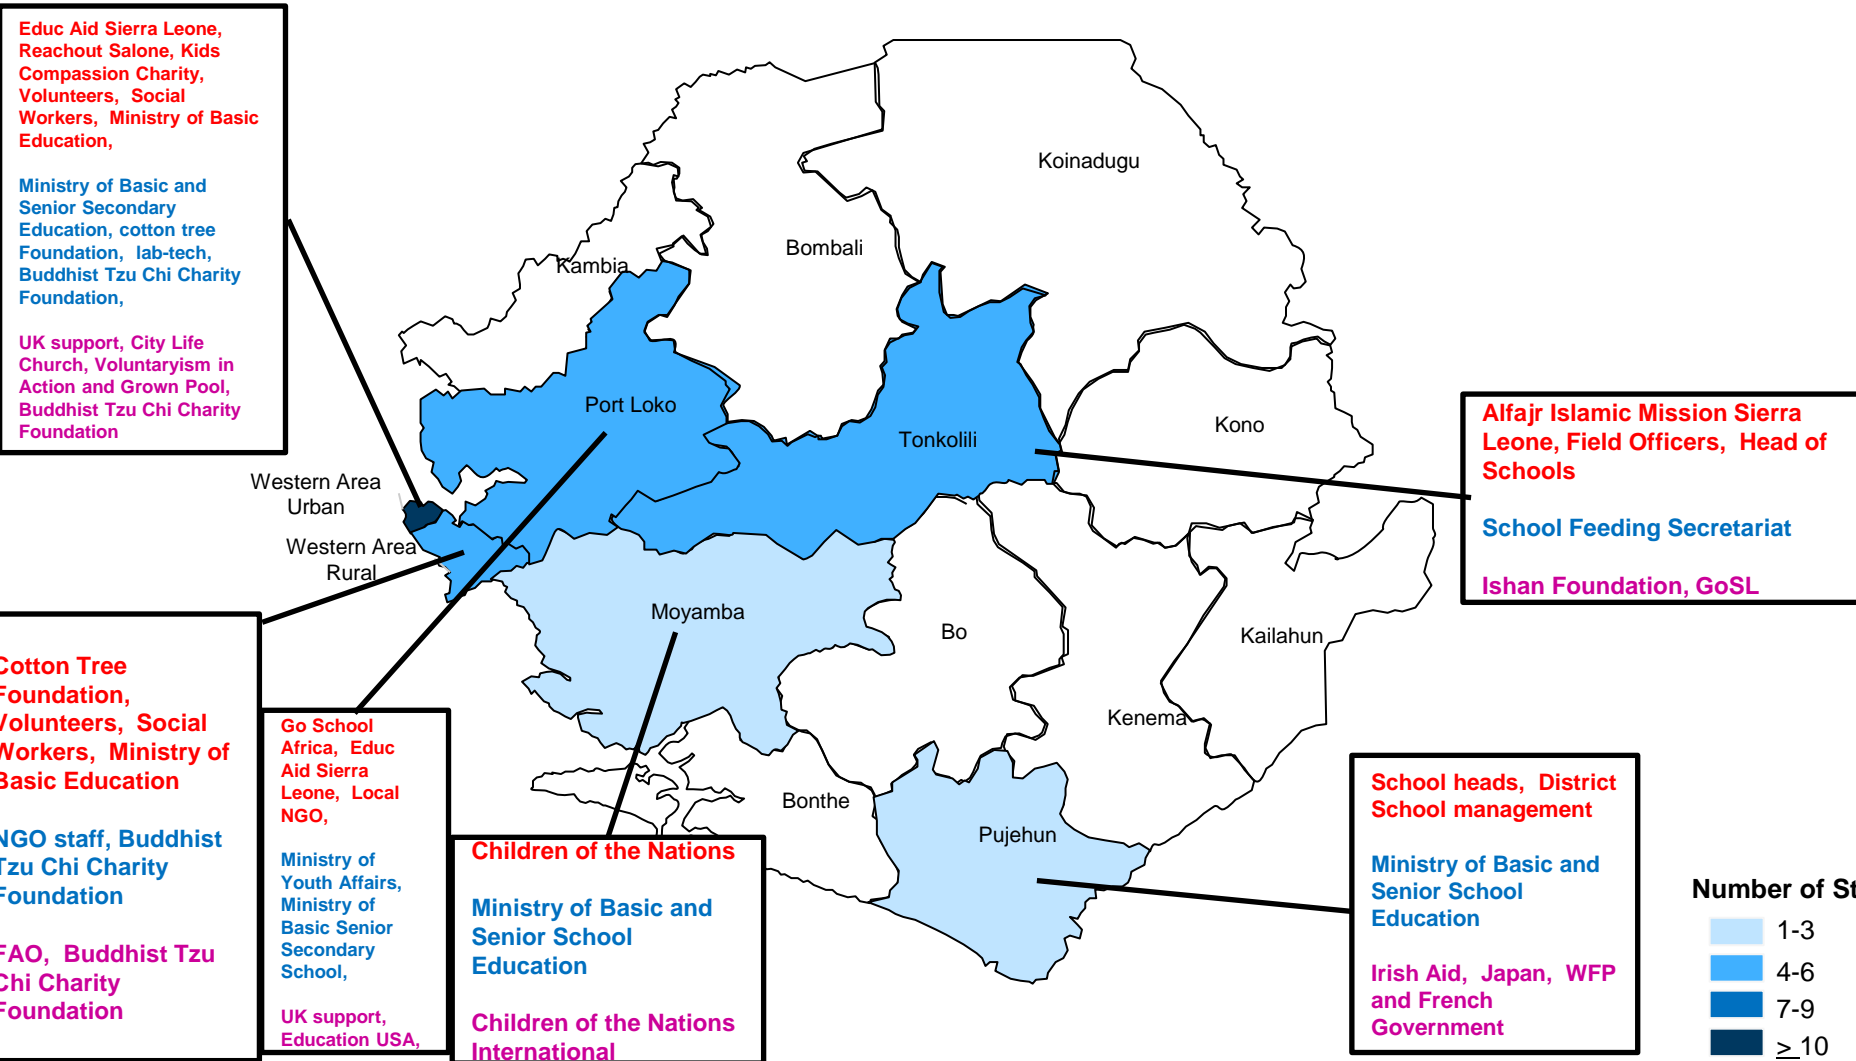 Educ Aid Sierra Leone,
Reachout Salone, Kids
Compassion Charity,
Volunteers, Social
Workers, Ministry of Basic
Education,
Ministry of Basic and
Senior Secondary
Education, cotton tree
Foundation, lab-tech,
Buddhist Tzu Chi Charity
Foundation,
UK support, City Life
Church, Voluntaryism in
Action and Grown Pool,
Buddhist Tzu Chi Charity
Foundation
Koinadugu
Bombali
Kambia
Port Loko
Tonkolili
Kono
Western Area
Urban
Western Area
Rural
Moyamba
Bo
Kailahun
Kenema
Bonthe
Pujehun
Alfajr Islamic Mission Sierra
Leone, Field Officers, Head of
Schools
School Feeding Secretariat
Ishan Foundation, GoSL
Cotton Tree
Foundation,
Volunteers, Social
Workers, Ministry of
Basic Education
NGO staff, Buddhist
Tzu Chi Charity
Foundation
FAO, Buddhist Tzu
Chi Charity
Foundation
Go School
Africa, Educ
Aid Sierra
Leone, Local
NGO,
Ministry of
Youth Affairs,
Ministry of
Basic Senior
Secondary
School,
UK support,
Education USA,
Children of the Nations
Ministry of Basic and
Senior School
Education
Children of the Nations
International
School heads, District
School management
Ministry of Basic and
Senior School
Education
Irish Aid, Japan, WFP
and French
Government
Number of St
1-3
4-6
7-9
> 10